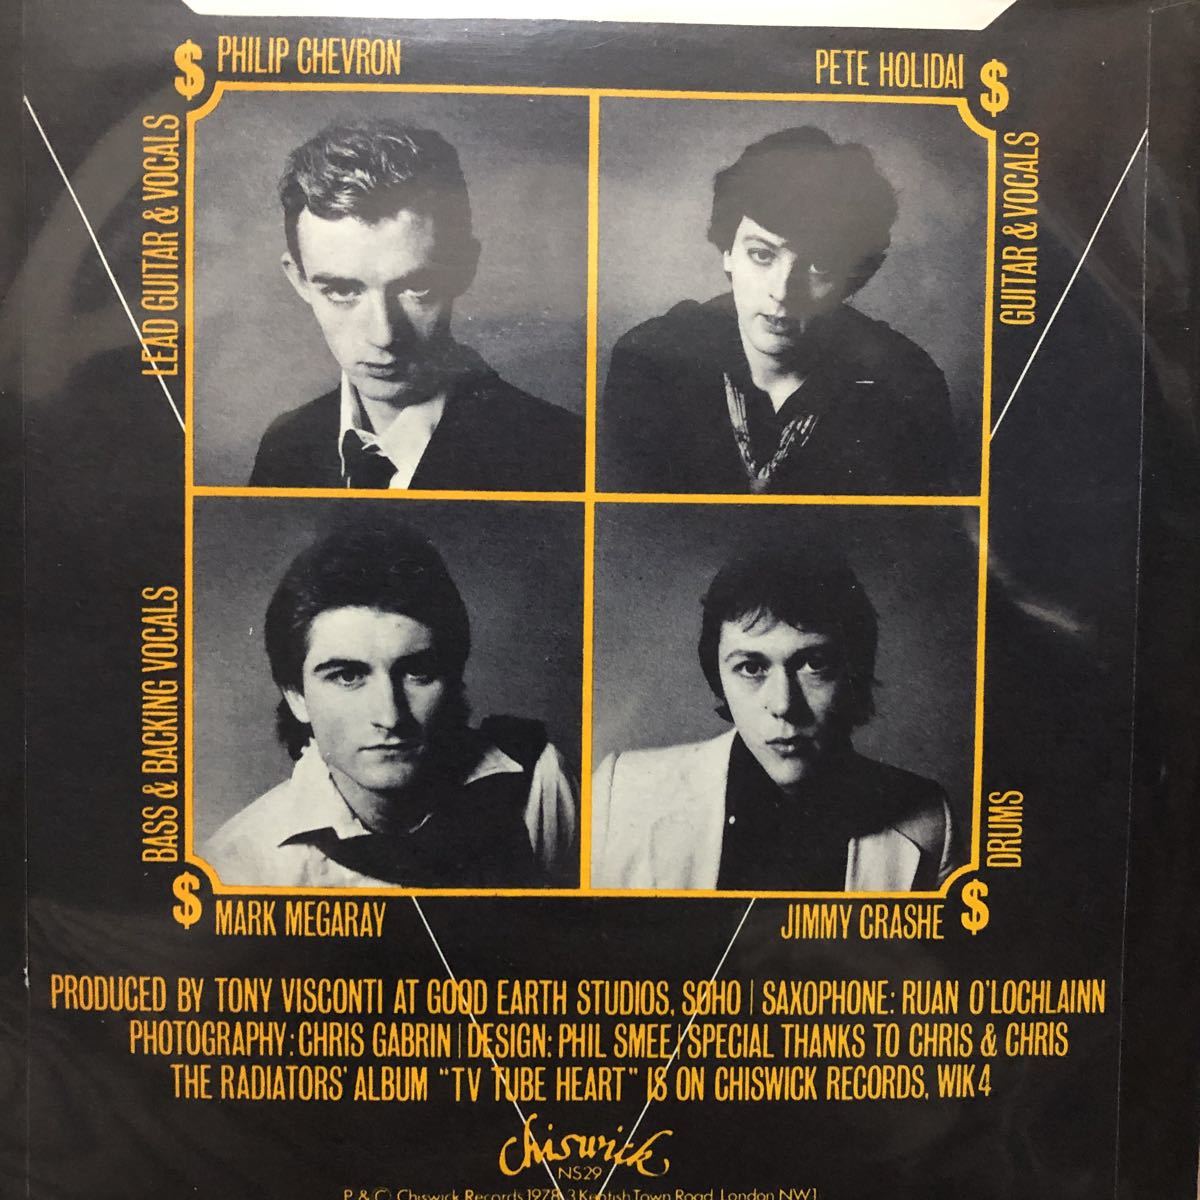 $ PHILIP CHEVRON
PETE HOLIDAI $
LEAD GUITAR & VOCALS
GUITAR & VOCALS
BASS & BACKING VOCALS
DRUMS
$ MARK MEGARAY
JIMMY CRASHE $
PRODUCED BY TONY VISCONTI AT GOOD EARTH STUDIOS, SOHO | SAXOPHONE: RUAN O'LOCHLAINN
PHOTOGRAPHY: CHRIS GABRIN | DESIGN: PHIL SMEE / SPECIAL THANKS TO CHRIS & CHRIS
THE RADIATORS' ALBUM "TV TUBE HEART" IS ON CHISWICK RECORDS, WIK 4
Chiswick
NS29
P & © Chiswick Records 1978, 3 Kentish Town Road, London NW1